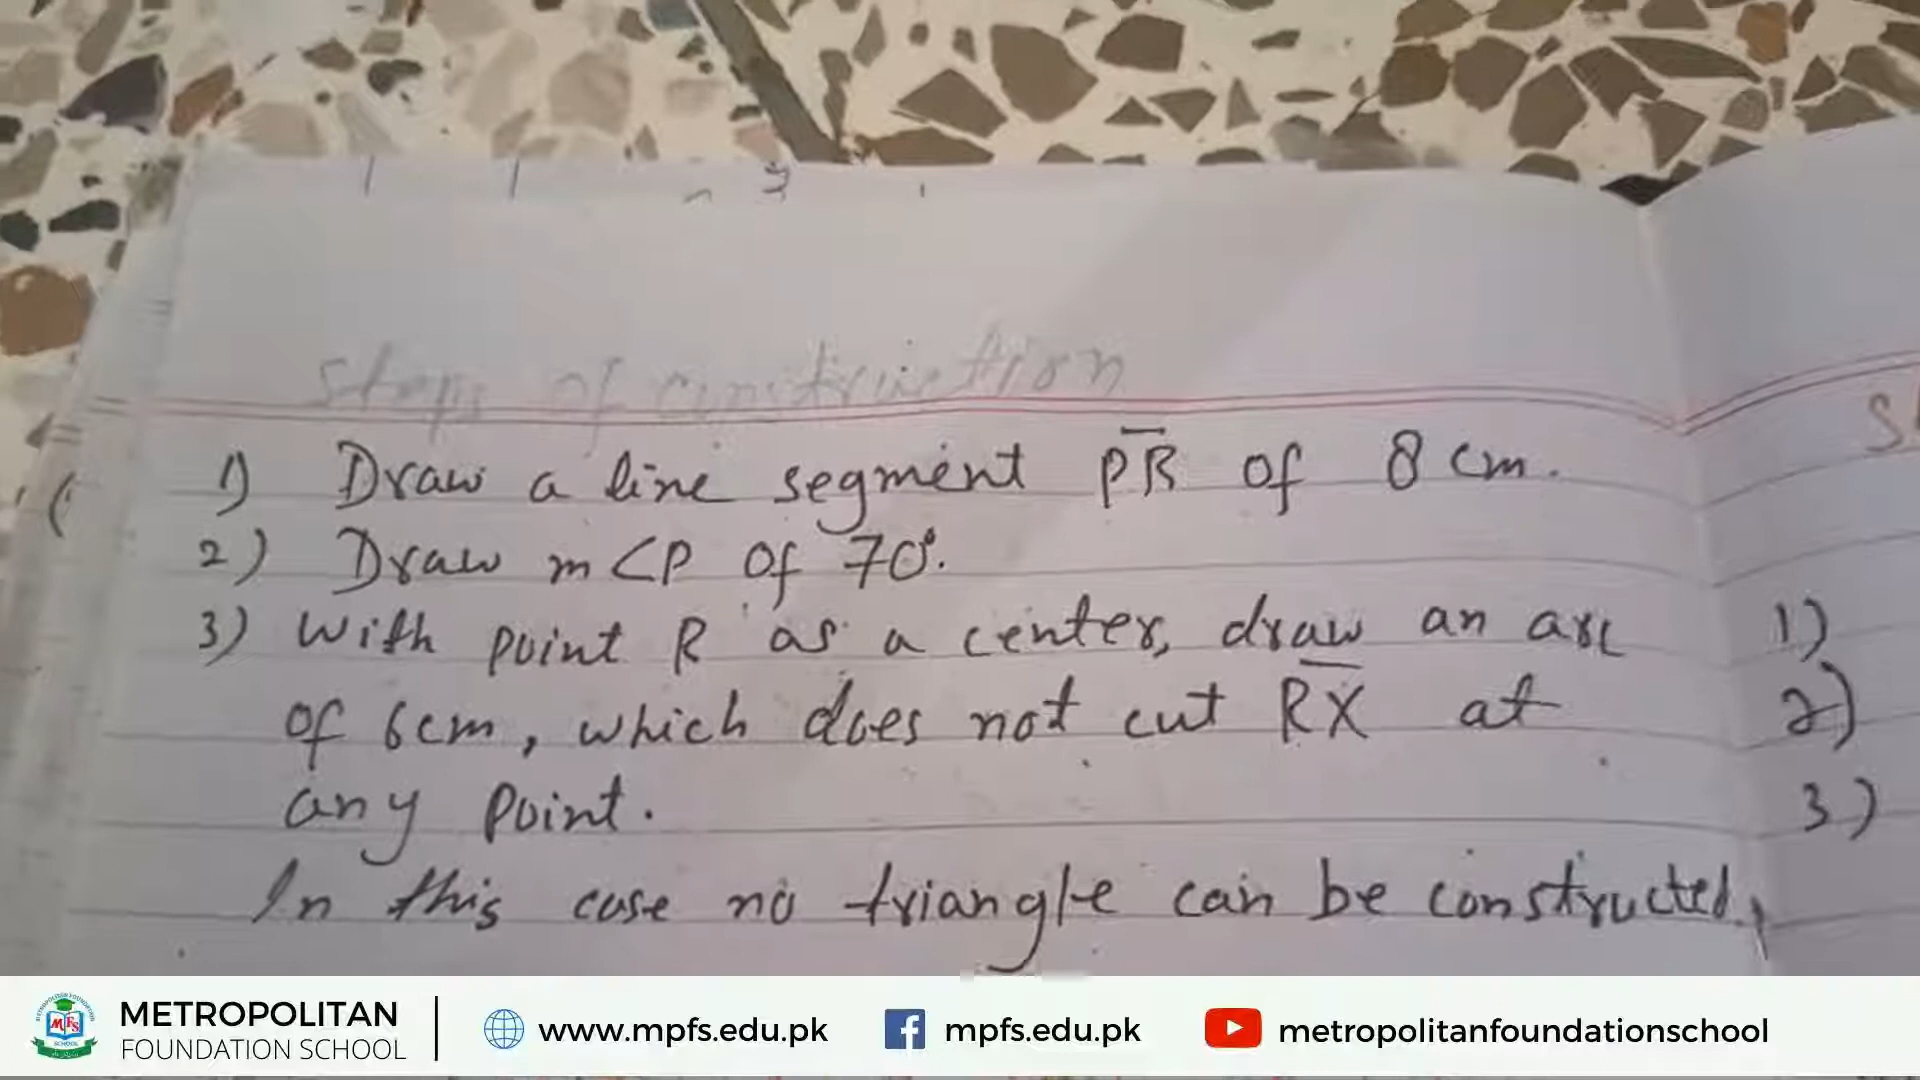 Steps of construction
1) Draw a line segment P̅R̅ of 8 cm.
2) Draw m<P of 70°.
3) With point R as a center, draw an arc
of 6cm, which does not cut R̅X̅ at
any point.
In this case no triangle can be constructed.
1)
2)
3)
METROPOLITAN
FOUNDATION SCHOOL
www.mpfs.edu.pk
mpfs.edu.pk
metropolitanfoundationschool
MFS
SCHOOL